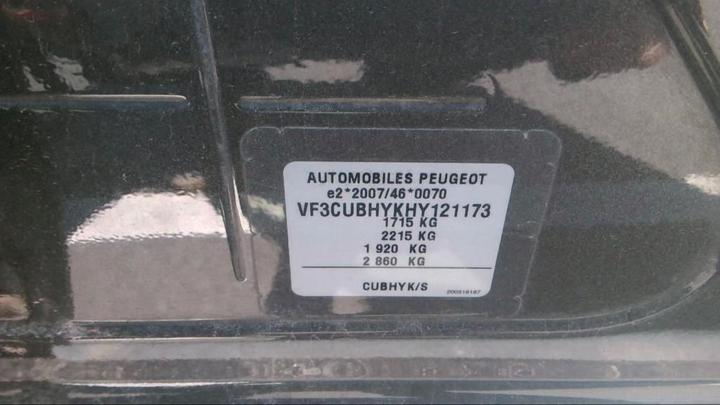 AUTOMOBILES PEUGEOT
e2*2007/46*0070
VF3CUBHYKHY121173
1715 KG
2215 KG
1 920 KG
2 860 KG
CUBHYK/S